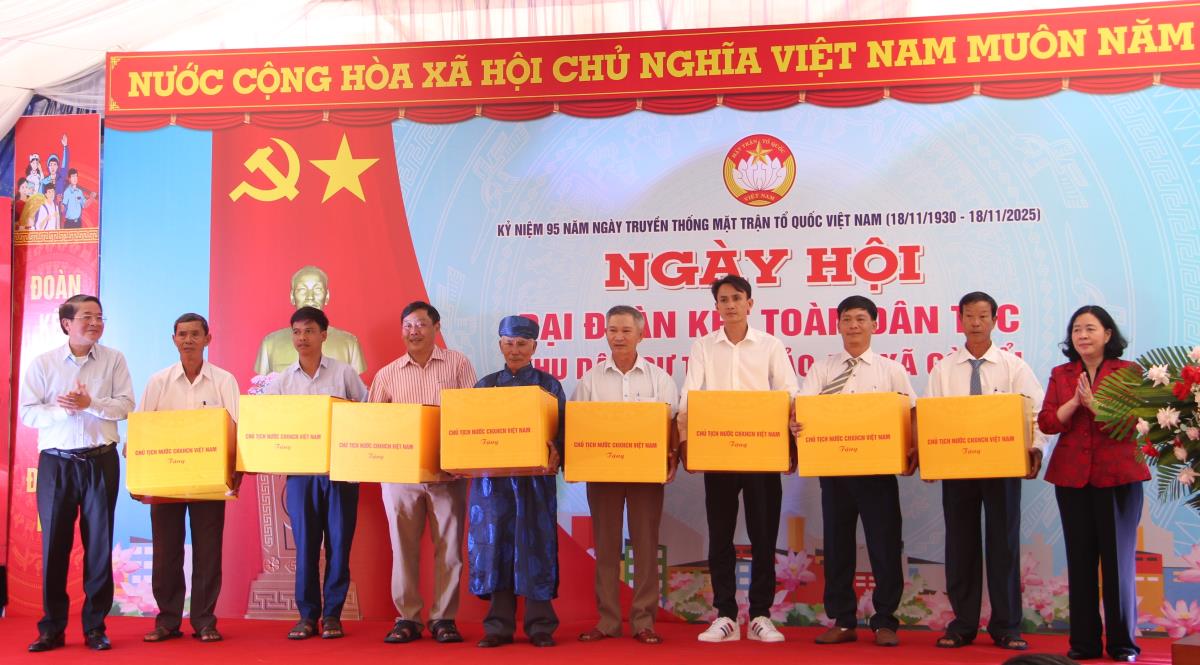 NƯỚC CỘNG HÒA XÃ HỘI CHỦ NGHĨA VIỆT NAM MUÔN NĂM
MẶT TRẬN TỔ QUỐC
VIỆT NAM
KỶ NIỆM 95 NĂM NGÀY TRUYỀN THỐNG MẶT TRẬN TỔ QUỐC VIỆT NAM (18/11/1930 - 18/11/2025)
NGÀY HỘI
ĐẠI ĐOÀN TOÀN DÂN
XÃ
ĐOÀN
CHỦ TỊCH NƯỚC CHXHCN VIỆT NAM
Tặng
CHỦ TỊCH NƯỚC CHXHCN VIỆT NAM
Tặng
CHỦ TỊCH NƯỚC CHXHCN VIỆT NAM
Tặng
CHỦ TỊCH NƯỚC CHXHCN VIỆT NAM
Tặng
CHỦ TỊCH NƯỚC CHXHCN VIỆT NAM
Tặng
CHỦ TỊCH NƯỚC CHXHCN VIỆT NAM
Tặng
CHỦ TỊCH NƯỚC CHXHCN VIỆT NAM
Tặng
CHỦ TỊCH NƯỚC CHXHCN VIỆT NAM
Tặng